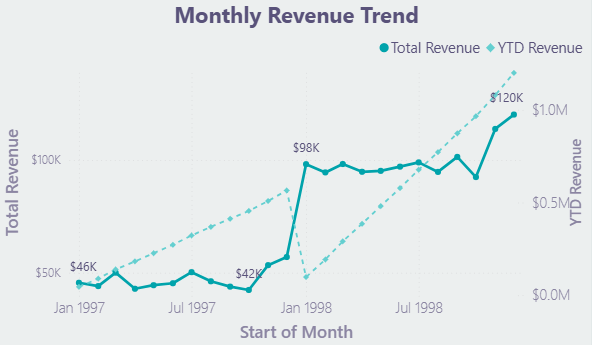 Monthly Revenue Trend
Total Revenue YTD Revenue
$120K
$1.0M
$98K
$100K
$0.5M
$46K
$42K
$50K
$0.0M
Jan 1997 Jul 1997 Jan 1998 Jul 1998
Start of Month
Total Revenue
YTD Revenue